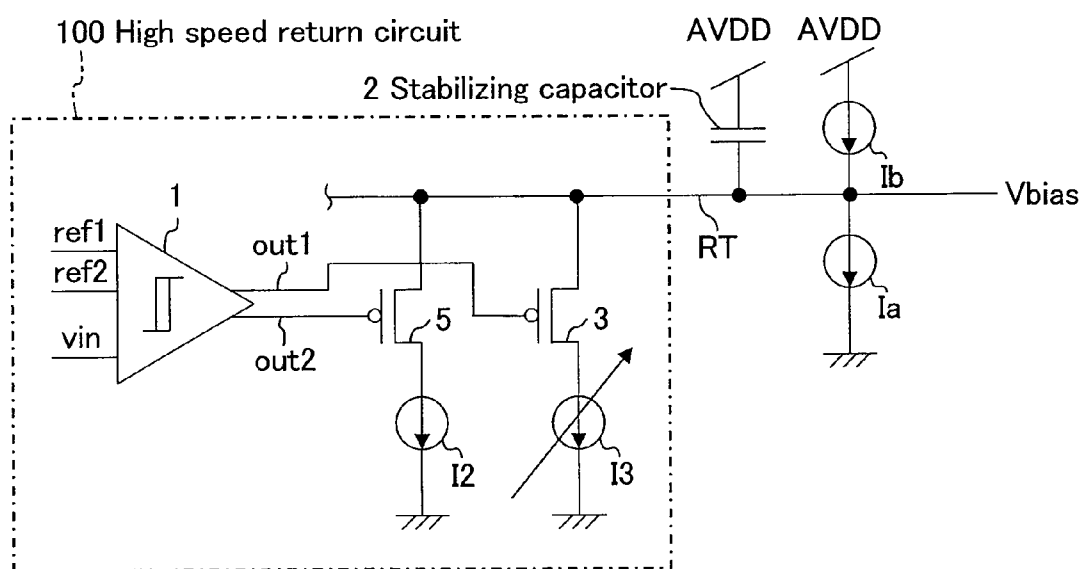 100 High speed return circuit
AVDD AVDD
2 Stabilizing capacitor
Ib
Vbias
RT
Ia
1
ref1
ref2
vin
out1
out2
5
3
I2
I3